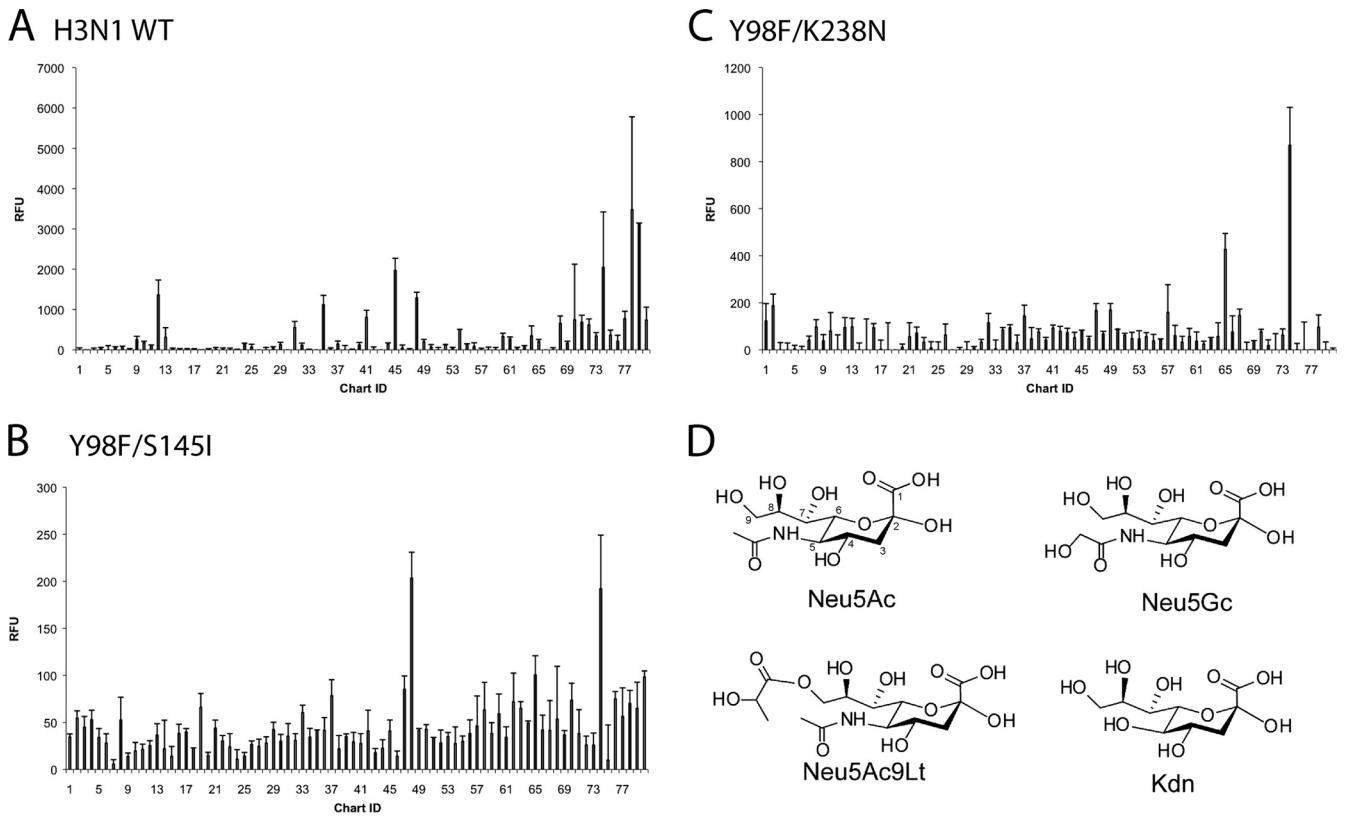 A H3N1 WT
7000
6000
5000
4000
3000
2000
1000
0
RFU
1 5 9 13 17 21 25 29 33 37 41 45 49 53 57 61 65 69 73 77
Chart ID
B Y98F/S145I
300
250
200
150
100
50
0
RFU
1 5 9 13 17 21 25 29 33 37 41 45 49 53 57 61 65 69 73 77
Chart ID
C Y98F/K238N
1200
1000
800
600
400
200
0
RFU
1 5 9 13 17 21 25 29 33 37 41 45 49 53 57 61 65 69 73 77
Chart ID
D
HO HO OH O OH
9 8 7 6 1
O 2 OH
NH 5 4 3
O HO
Neu5Ac
HO HO OH O OH
O OH
HO NH
O HO
Neu5Gc
O O HO OH O OH
HO O OH
NH
O HO
Neu5Ac9Lt
HO HO OH O OH
HO O OH
HO
Kdn